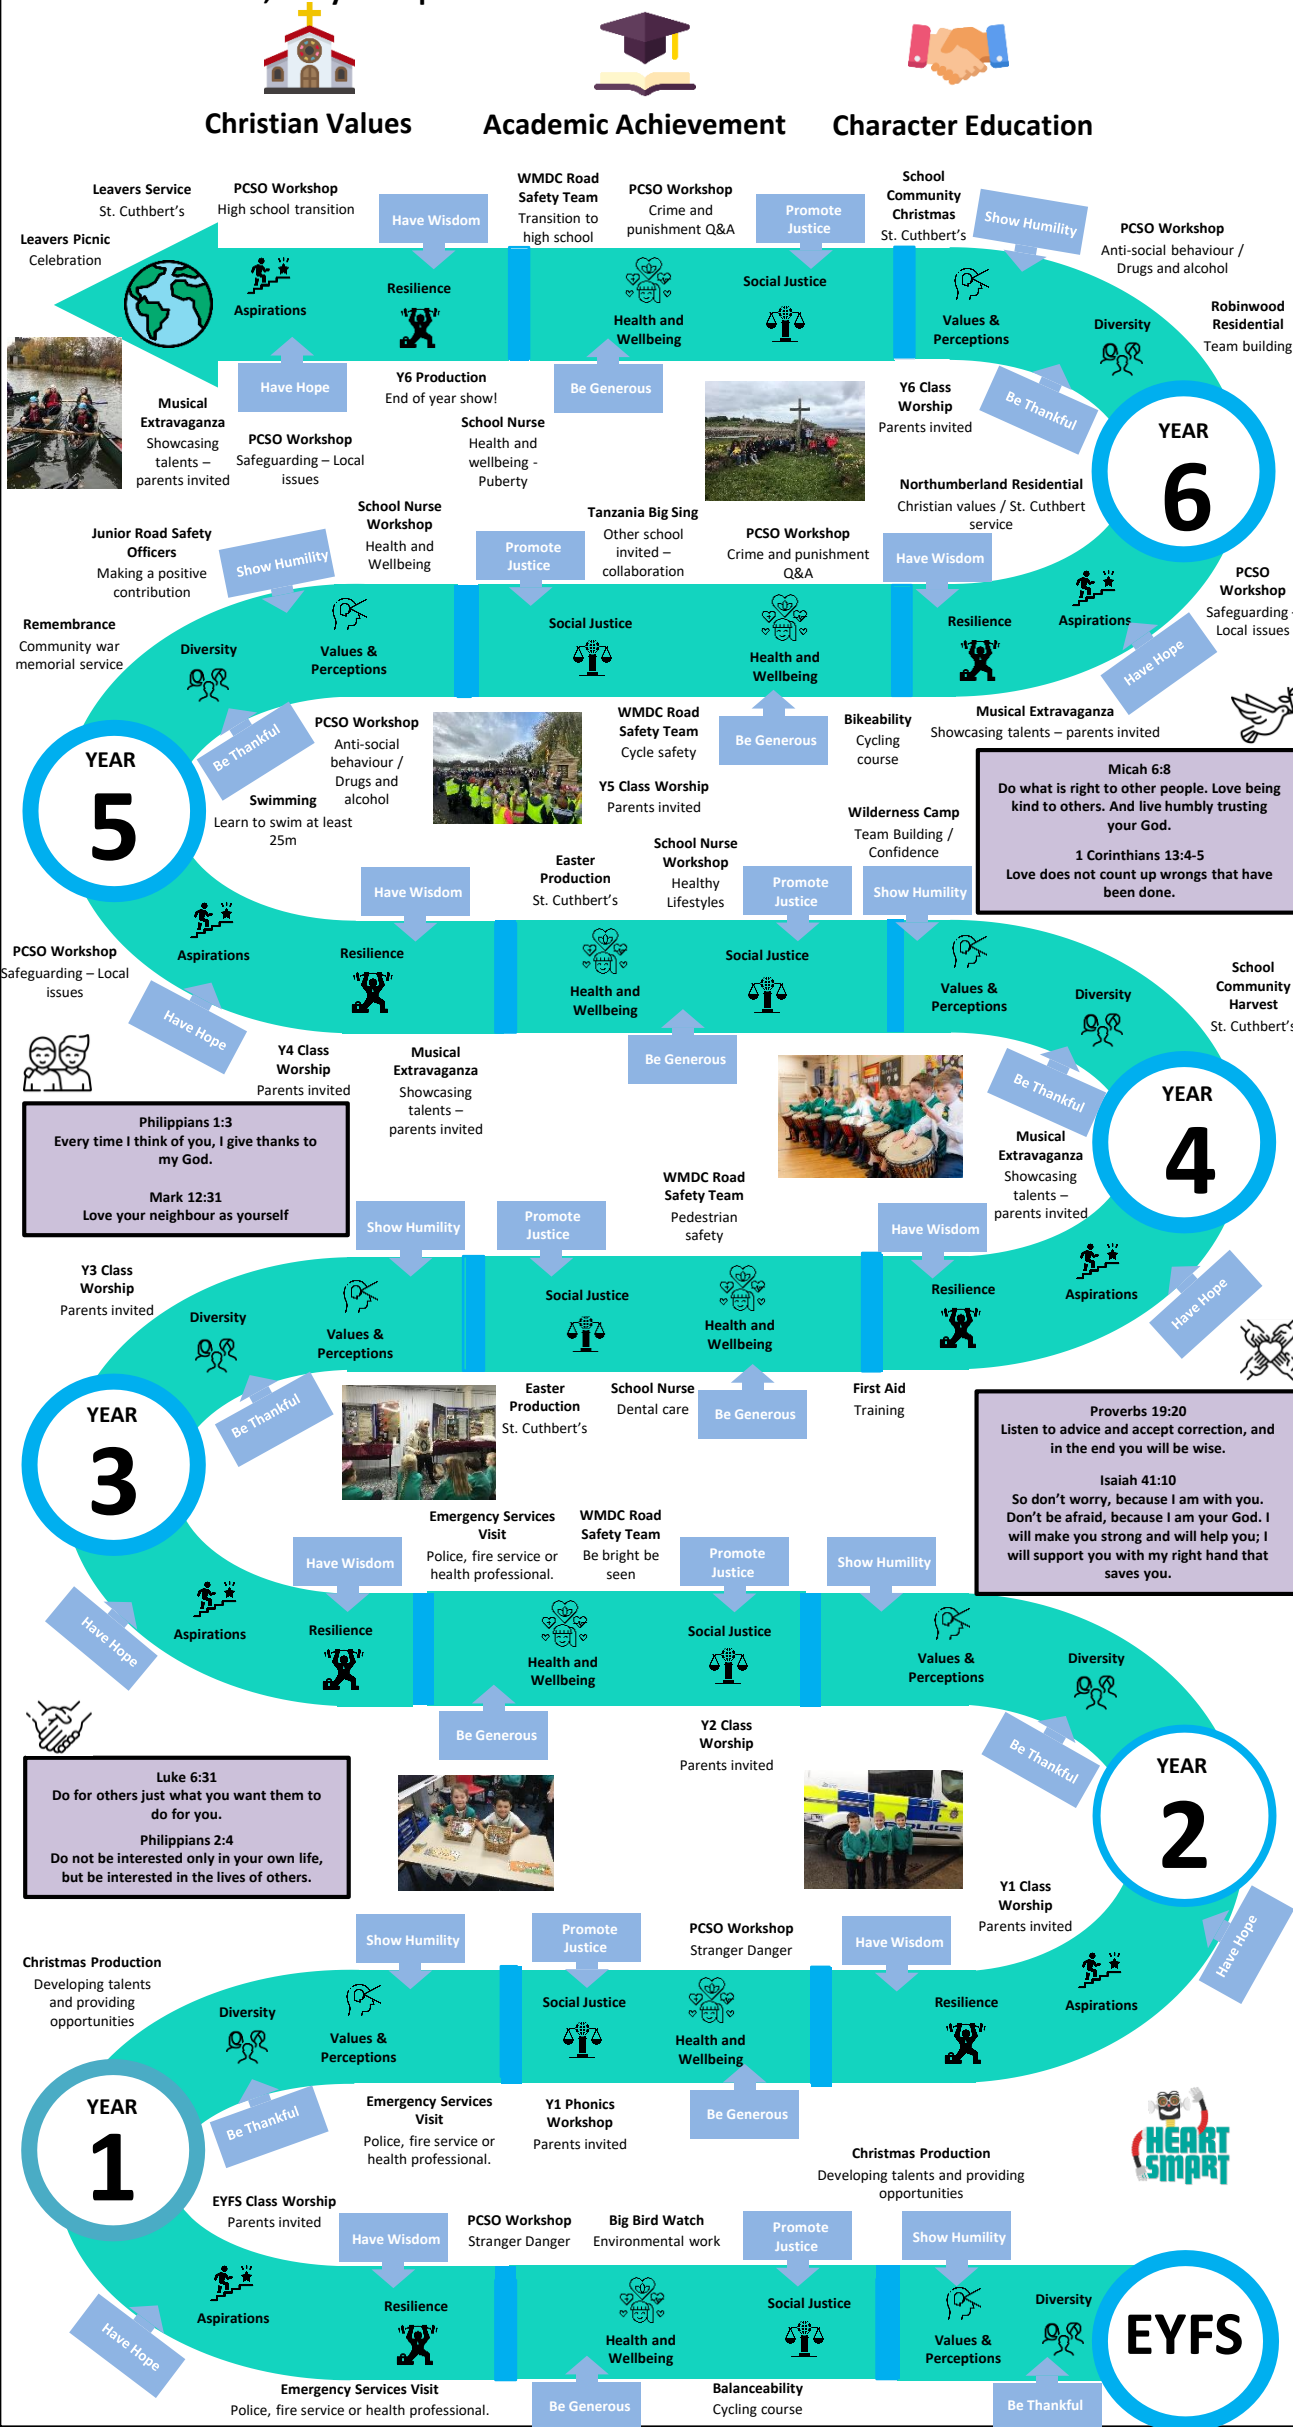 Christian Values
Academic Achievement
Character Education
Leavers Service
St. Cuthbert's
PCSO Workshop
High school transition
Have Wisdom
WMDC Road
Safety Team
Transition to
high school
PCSO Workshop
Crime and
punishment Q&A
Promote
Justice
School
Community
Christmas
St. Cuthbert's
Show Humility
PCSO Workshop
Anti-social behaviour /
Drugs and alcohol
Leavers Picnic
Celebration
Robinwood
Residential
Team building
Aspirations
Resilience
Health and
Wellbeing
Social Justice
Values &
Perceptions
Diversity
Have Hope
Y6 Production
End of year show!
Be Generous
Be Thankful
Y6 Class
Worship
Parents invited
YEAR
6
Musical
Extravaganza
Showcasing
talents –
parents invited
PCSO Workshop
Safeguarding – Local
issues
School Nurse
Health and
wellbeing -
Puberty
Northumberland Residential
Christian values / St. Cuthbert
service
Junior Road Safety
Officers
Making a positive
contribution
Show Humility
School Nurse
Workshop
Health and
Wellbeing
Promote
Justice
Tanzania Big Sing
Other school
invited –
collaboration
PCSO Workshop
Crime and punishment
Q&A
Have Wisdom
PCSO
Workshop
Safeguarding -
Local issues
Remembrance
Community war
memorial service
Diversity
Values &
Perceptions
Social Justice
Health and
Wellbeing
Resilience
Aspirations
Have Hope
YEAR
5
Be Thankful
PCSO Workshop
Anti-social
behaviour /
Drugs and
alcohol
Swimming
Learn to swim at least
25m
WMDC Road
Safety Team
Cycle safety
Be Generous
Bikeability
Cycling
course
Musical Extravaganza
Showcasing talents – parents invited
Y5 Class Worship
Parents invited
Micah 6:8
Do what is right to other people. Love being
kind to others. And live humbly trusting
your God.
1 Corinthians 13:4-5
Love does not count up wrongs that have
been done.
Have Wisdom
Easter
Production
St. Cuthbert's
School Nurse
Workshop
Healthy
Lifestyles
Promote
Justice
Wilderness Camp
Team Building /
Confidence
Show Humility
PCSO Workshop
Safeguarding – Local
issues
Aspirations
Resilience
Health and
Wellbeing
Social Justice
Values &
Perceptions
Diversity
School
Community
Harvest
St. Cuthbert's
Have Hope
Y4 Class
Worship
Parents invited
Musical
Extravaganza
Showcasing
talents –
parents invited
Be Generous
Be Thankful
YEAR
4
Philippians 1:3
Every time I think of you, I give thanks to
my God.
Mark 12:31
Love your neighbour as yourself
Musical
Extravaganza
Showcasing
talents –
parents invited
Show Humility
Promote
Justice
WMDC Road
Safety Team
Pedestrian
safety
Have Wisdom
Y3 Class
Worship
Parents invited
Diversity
Values &
Perceptions
Social Justice
Health and
Wellbeing
Resilience
Aspirations
Have Hope
YEAR
3
Be Thankful
Easter
Production
St. Cuthbert's
School Nurse
Dental care
Be Generous
First Aid
Training
Proverbs 19:20
Listen to advice and accept correction, and
in the end you will be wise.
Isaiah 41:10
So don't worry, because I am with you.
Don't be afraid, because I am your God. I
will make you strong and will help you; I
will support you with my right hand that
saves you.
Have Wisdom
Emergency Services
Visit
Police, fire service or
health professional.
WMDC Road
Safety Team
Be bright be
seen
Promote
Justice
Show Humility
Have Hope
Aspirations
Resilience
Health and
Wellbeing
Social Justice
Values &
Perceptions
Diversity
Be Generous
Y2 Class
Worship
Parents invited
Be Thankful
YEAR
2
Luke 6:31
Do for others just what you want them to
do for you.
Philippians 2:4
Do not be interested only in your own life,
but be interested in the lives of others.
POLICE
Y1 Class
Worship
Parents invited
Christmas Production
Developing talents
and providing
opportunities
Show Humility
Promote
Justice
PCSO Workshop
Stranger Danger
Have Wisdom
Have Hope
Diversity
Values &
Perceptions
Social Justice
Health and
Wellbeing
Resilience
Aspirations
YEAR
1
Be Thankful
Emergency Services
Visit
Police, fire service or
health professional.
Y1 Phonics
Workshop
Parents invited
Be Generous
Christmas Production
Developing talents and providing
opportunities
HEART
SMART
EYFS Class Worship
Parents invited
Have Wisdom
PCSO Workshop
Stranger Danger
Big Bird Watch
Environmental work
Promote
Justice
Show Humility
Have Hope
Aspirations
Resilience
Health and
Wellbeing
Social Justice
Values &
Perceptions
Diversity
EYFS
Emergency Services Visit
Police, fire service or health professional.
Be Generous
Balanceability
Cycling course
Be Thankful